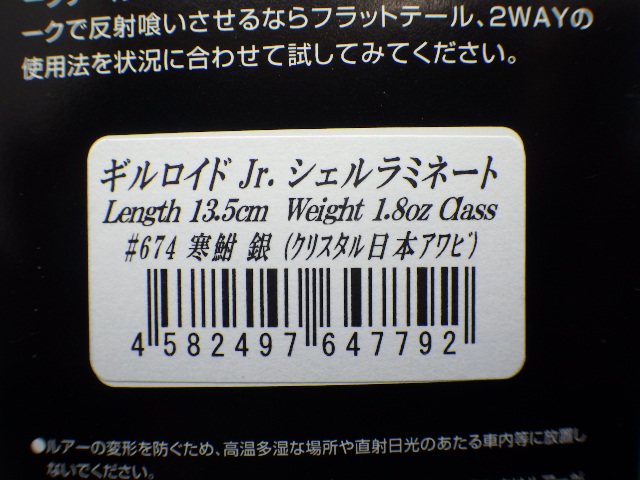 ークで反射喰いさせるならフラットテール、2WAYの
使用法を状況に合わせて試してみてください。
ギルロイド Jr. シェルラミネート
Length 13.5cm Weight 1.8oz Class
#674 寒鮒 銀 (クリスタル日本アワビ)
4 582497 647792
●ルアーの変形を防ぐため、高温多湿な場所や直射日光のあたる車内等に放置し
ないでください。